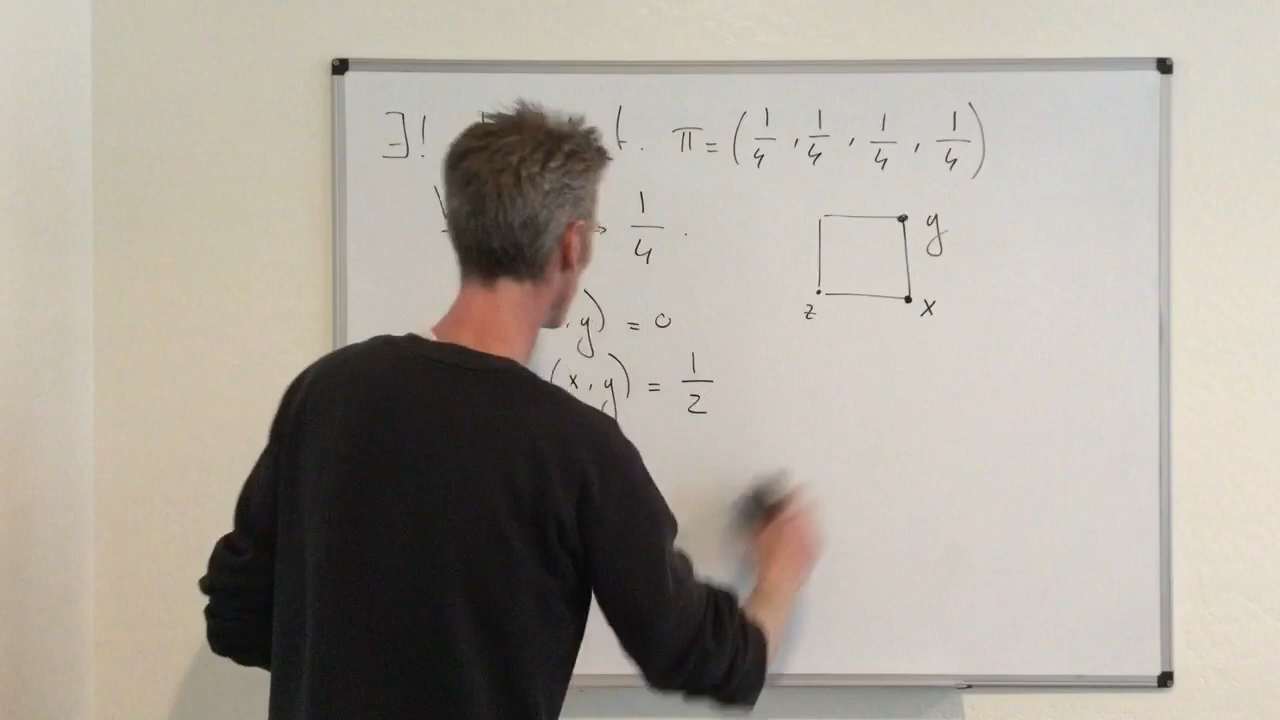 ∃! . π = (1/4, 1/4, 1/4, 1/4)
→ 1/4 .
y
z x
, y) = 0
(x, y) = 1/2